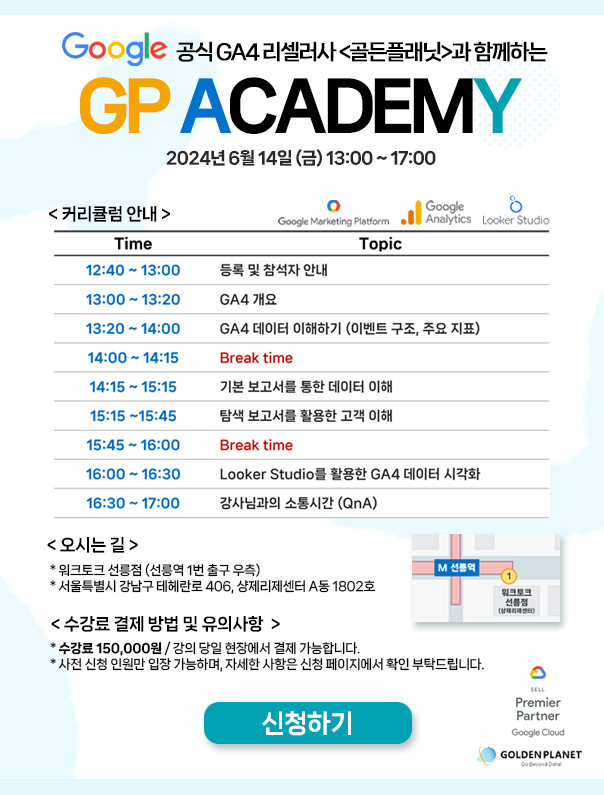 Google 공식 GA4 리셀러사 <골든플래닛>과 함께하는
GP ACADEMY
2024년 6월 14일 (금) 13:00 ~ 17:00
< 커리큘럼 안내 >
Google Marketing Platform
Google Analytics
Looker Studio
Time Topic
12:40 ~ 13:00 등록 및 참석자 안내
13:00 ~ 13:20 GA4 개요
13:20 ~ 14:00 GA4 데이터 이해하기 (이벤트 구조, 주요 지표)
14:00 ~ 14:15 Break time
14:15 ~ 15:15 기본 보고서를 통한 데이터 이해
15:15 ~15:45 탐색 보고서를 활용한 고객 이해
15:45 ~ 16:00 Break time
16:00 ~ 16:30 Looker Studio를 활용한 GA4 데이터 시각화
16:30 ~ 17:00 강사님과의 소통시간 (QnA)
< 오시는 길 >
* 워크토크 선릉점 (선릉역 1번 출구 우측)
* 서울특별시 강남구 테헤란로 406, 샹제리제센터 A동 1802호
M 선릉역
1
워크토크
선릉점
(샹제리제센터)
< 수강료 결제 방법 및 유의사항 >
* 수강료 150,000원 / 강의 당일 현장에서 결제 가능합니다.
* 사전 신청 인원만 입장 가능하며, 자세한 사항은 신청 페이지에서 확인 부탁드립니다.
신청하기
SELL
Premier
Partner
Google Cloud
GOLDEN PLANET
Go Beyond Data!